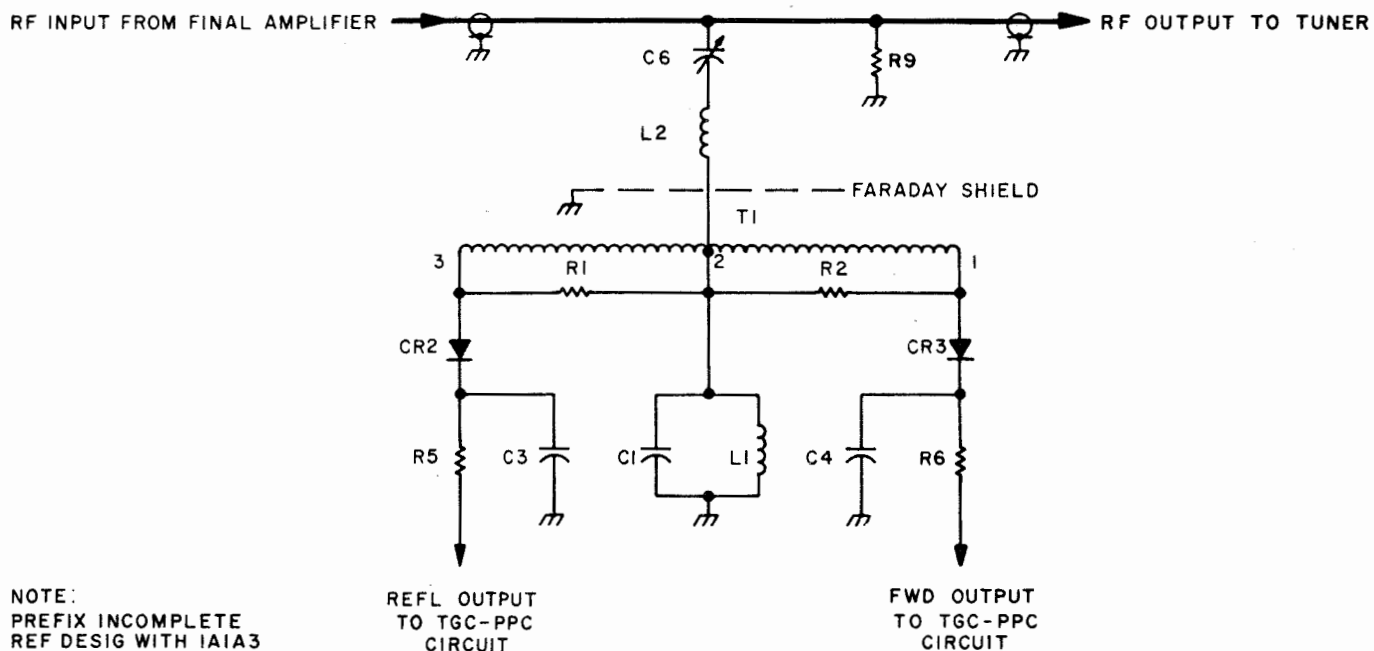 RF INPUT FROM FINAL AMPLIFIER
RF OUTPUT TO TUNER
C6
R9
L2
FARADAY SHIELD
T1
3
2
1
R1
R2
CR2
CR3
R5
C3
C1
L1
C4
R6
NOTE:
PREFIX INCOMPLETE
REF DESIG WITH 1A1A3
REFL OUTPUT
TO TGC-PPC
CIRCUIT
FWD OUTPUT
TO TGC-PPC
CIRCUIT